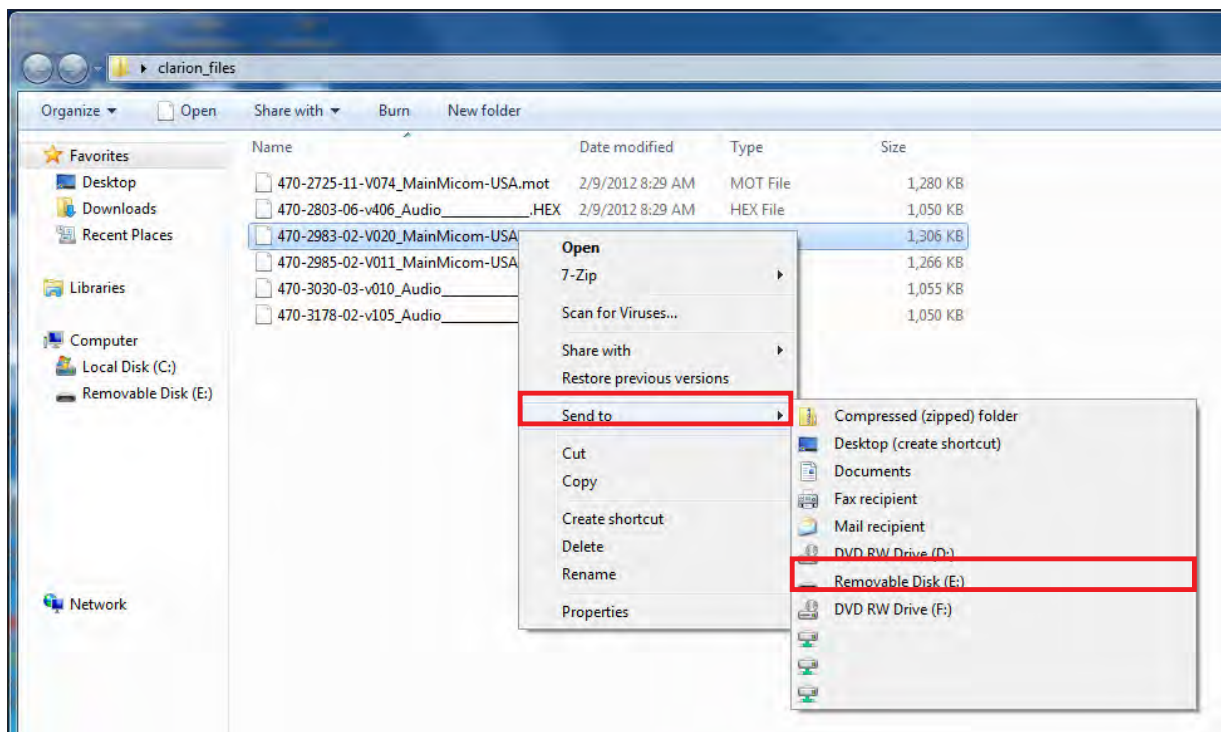 clarion_files
Organize Open Share with Burn New folder
Favorites
Desktop
Downloads
Recent Places
Libraries
Computer
Local Disk (C:)
Removable Disk (E:)
Network
Name Date modified Type Size
470-2725-11-V074_MainMicom-USA.mot 2/9/2012 8:29 AM MOT File 1,280 KB
470-2803-06-v406_Audio____________.HEX 2/9/2012 8:29 AM HEX File 1,050 KB
470-2983-02-V020_MainMicom-USA 1,306 KB
470-2985-02-V011_MainMicom-USA 1,266 KB
470-3030-03-v010_Audio________ 1,055 KB
470-3178-02-v105_Audio________ 1,050 KB
Open
7-Zip
Scan for Viruses...
Share with
Restore previous versions
Send to
Cut
Copy
Create shortcut
Delete
Rename
Properties
Compressed (zipped) folder
Desktop (create shortcut)
Documents
Fax recipient
Mail recipient
DVD RW Drive (D:)
Removable Disk (E:)
DVD RW Drive (F:)